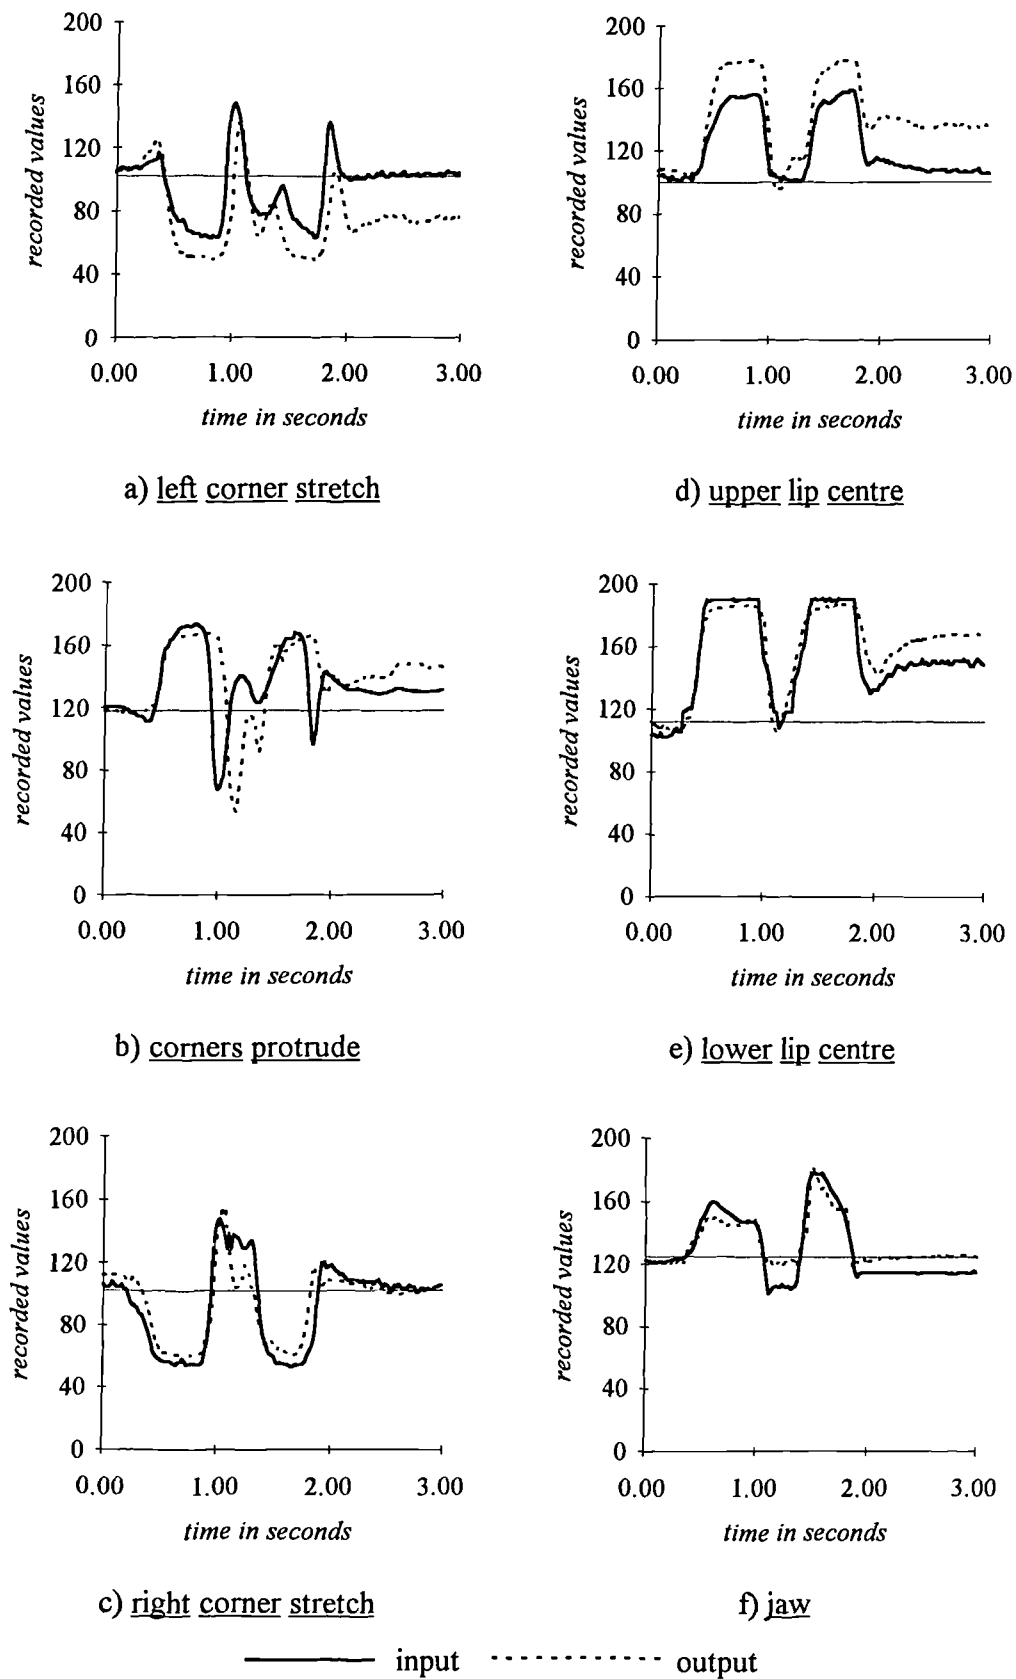 200
160
120
80
40
0
recorded values
0.00 1.00 2.00 3.00
time in seconds
a) left corner stretch
200
160
120
80
40
0
recorded values
0.00 1.00 2.00 3.00
time in seconds
d) upper lip centre
200
160
120
80
40
0
recorded values
0.00 1.00 2.00 3.00
time in seconds
b) corners protrude
200
160
120
80
40
0
recorded values
0.00 1.00 2.00 3.00
time in seconds
e) lower lip centre
200
160
120
80
40
0
recorded values
0.00 1.00 2.00 3.00
time in seconds
c) right corner stretch
200
160
120
80
40
0
recorded values
0.00 1.00 2.00 3.00
time in seconds
f) jaw
input output